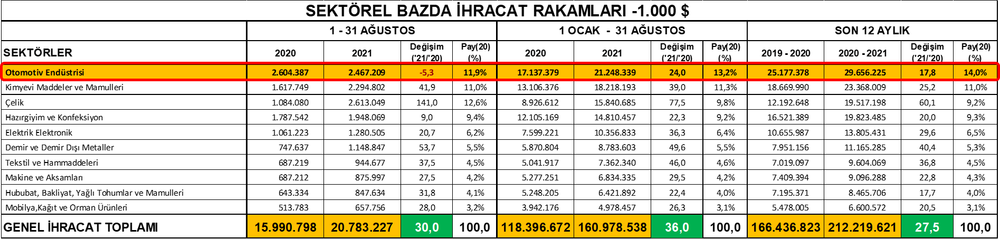 SEKTÖREL BAZDA İHRACAT RAKAMLARI -1.000 $
1 - 31 AĞUSTOS 1 OCAK - 31 AĞUSTOS SON 12 AYLIK
SEKTÖRLER 2020 2021 Değişim ('21/'20) Pay(20) (%) 2020 2021 Değişim ('21/'20) Pay(20) (%) 2019 - 2020 2020 - 2021 Değişim ('21/'20) Pay(20) (%)
Otomotiv Endüstrisi 2.604.387 2.467.209 -5,3 11,9% 17.137.379 21.248.339 24,0 13,2% 25.177.378 29.656.225 17,8 14,0%
Kimyevi Maddeler ve Mamulleri 1.617.749 2.294.802 41,9 11,0% 13.106.376 18.218.193 39,0 11,3% 18.669.990 23.368.009 25,2 11,0%
Çelik 1.084.080 2.613.049 141,0 12,6% 8.926.612 15.840.685 77,5 9,8% 12.192.648 19.517.198 60,1 9,2%
Hazırgiyim ve Konfeksiyon 1.787.542 1.948.069 9,0 9,4% 12.105.169 14.810.457 22,3 9,2% 16.521.389 19.823.485 20,0 9,3%
Elektrik Elektronik 1.061.223 1.280.505 20,7 6,2% 7.599.221 10.356.833 36,3 6,4% 10.655.987 13.805.431 29,6 6,5%
Demir ve Demir Dışı Metaller 747.637 1.148.847 53,7 5,5% 5.870.804 8.783.603 49,6 5,5% 7.951.156 11.165.285 40,4 5,3%
Tekstil ve Hammaddeleri 687.219 944.677 37,5 4,5% 5.041.917 7.362.340 46,0 4,6% 7.019.097 9.604.069 36,8 4,5%
Makine ve Aksamları 687.212 875.997 27,5 4,2% 5.277.251 6.834.335 29,5 4,2% 7.409.394 9.096.288 22,8 4,3%
Hububat, Bakliyat, Yağlı Tohumlar ve Mamulleri 643.334 847.634 31,8 4,1% 5.248.205 6.421.892 22,4 4,0% 7.195.371 8.465.706 17,7 4,0%
Mobilya,Kağıt ve Orman Ürünleri 513.783 657.756 28,0 3,2% 3.942.176 4.978.457 26,3 3,1% 5.478.005 6.600.572 20,5 3,1%
GENEL İHRACAT TOPLAMI 15.990.798 20.783.227 30,0 100,0 118.396.672 160.978.538 36,0 100,0 166.436.823 212.219.621 27,5 100,0